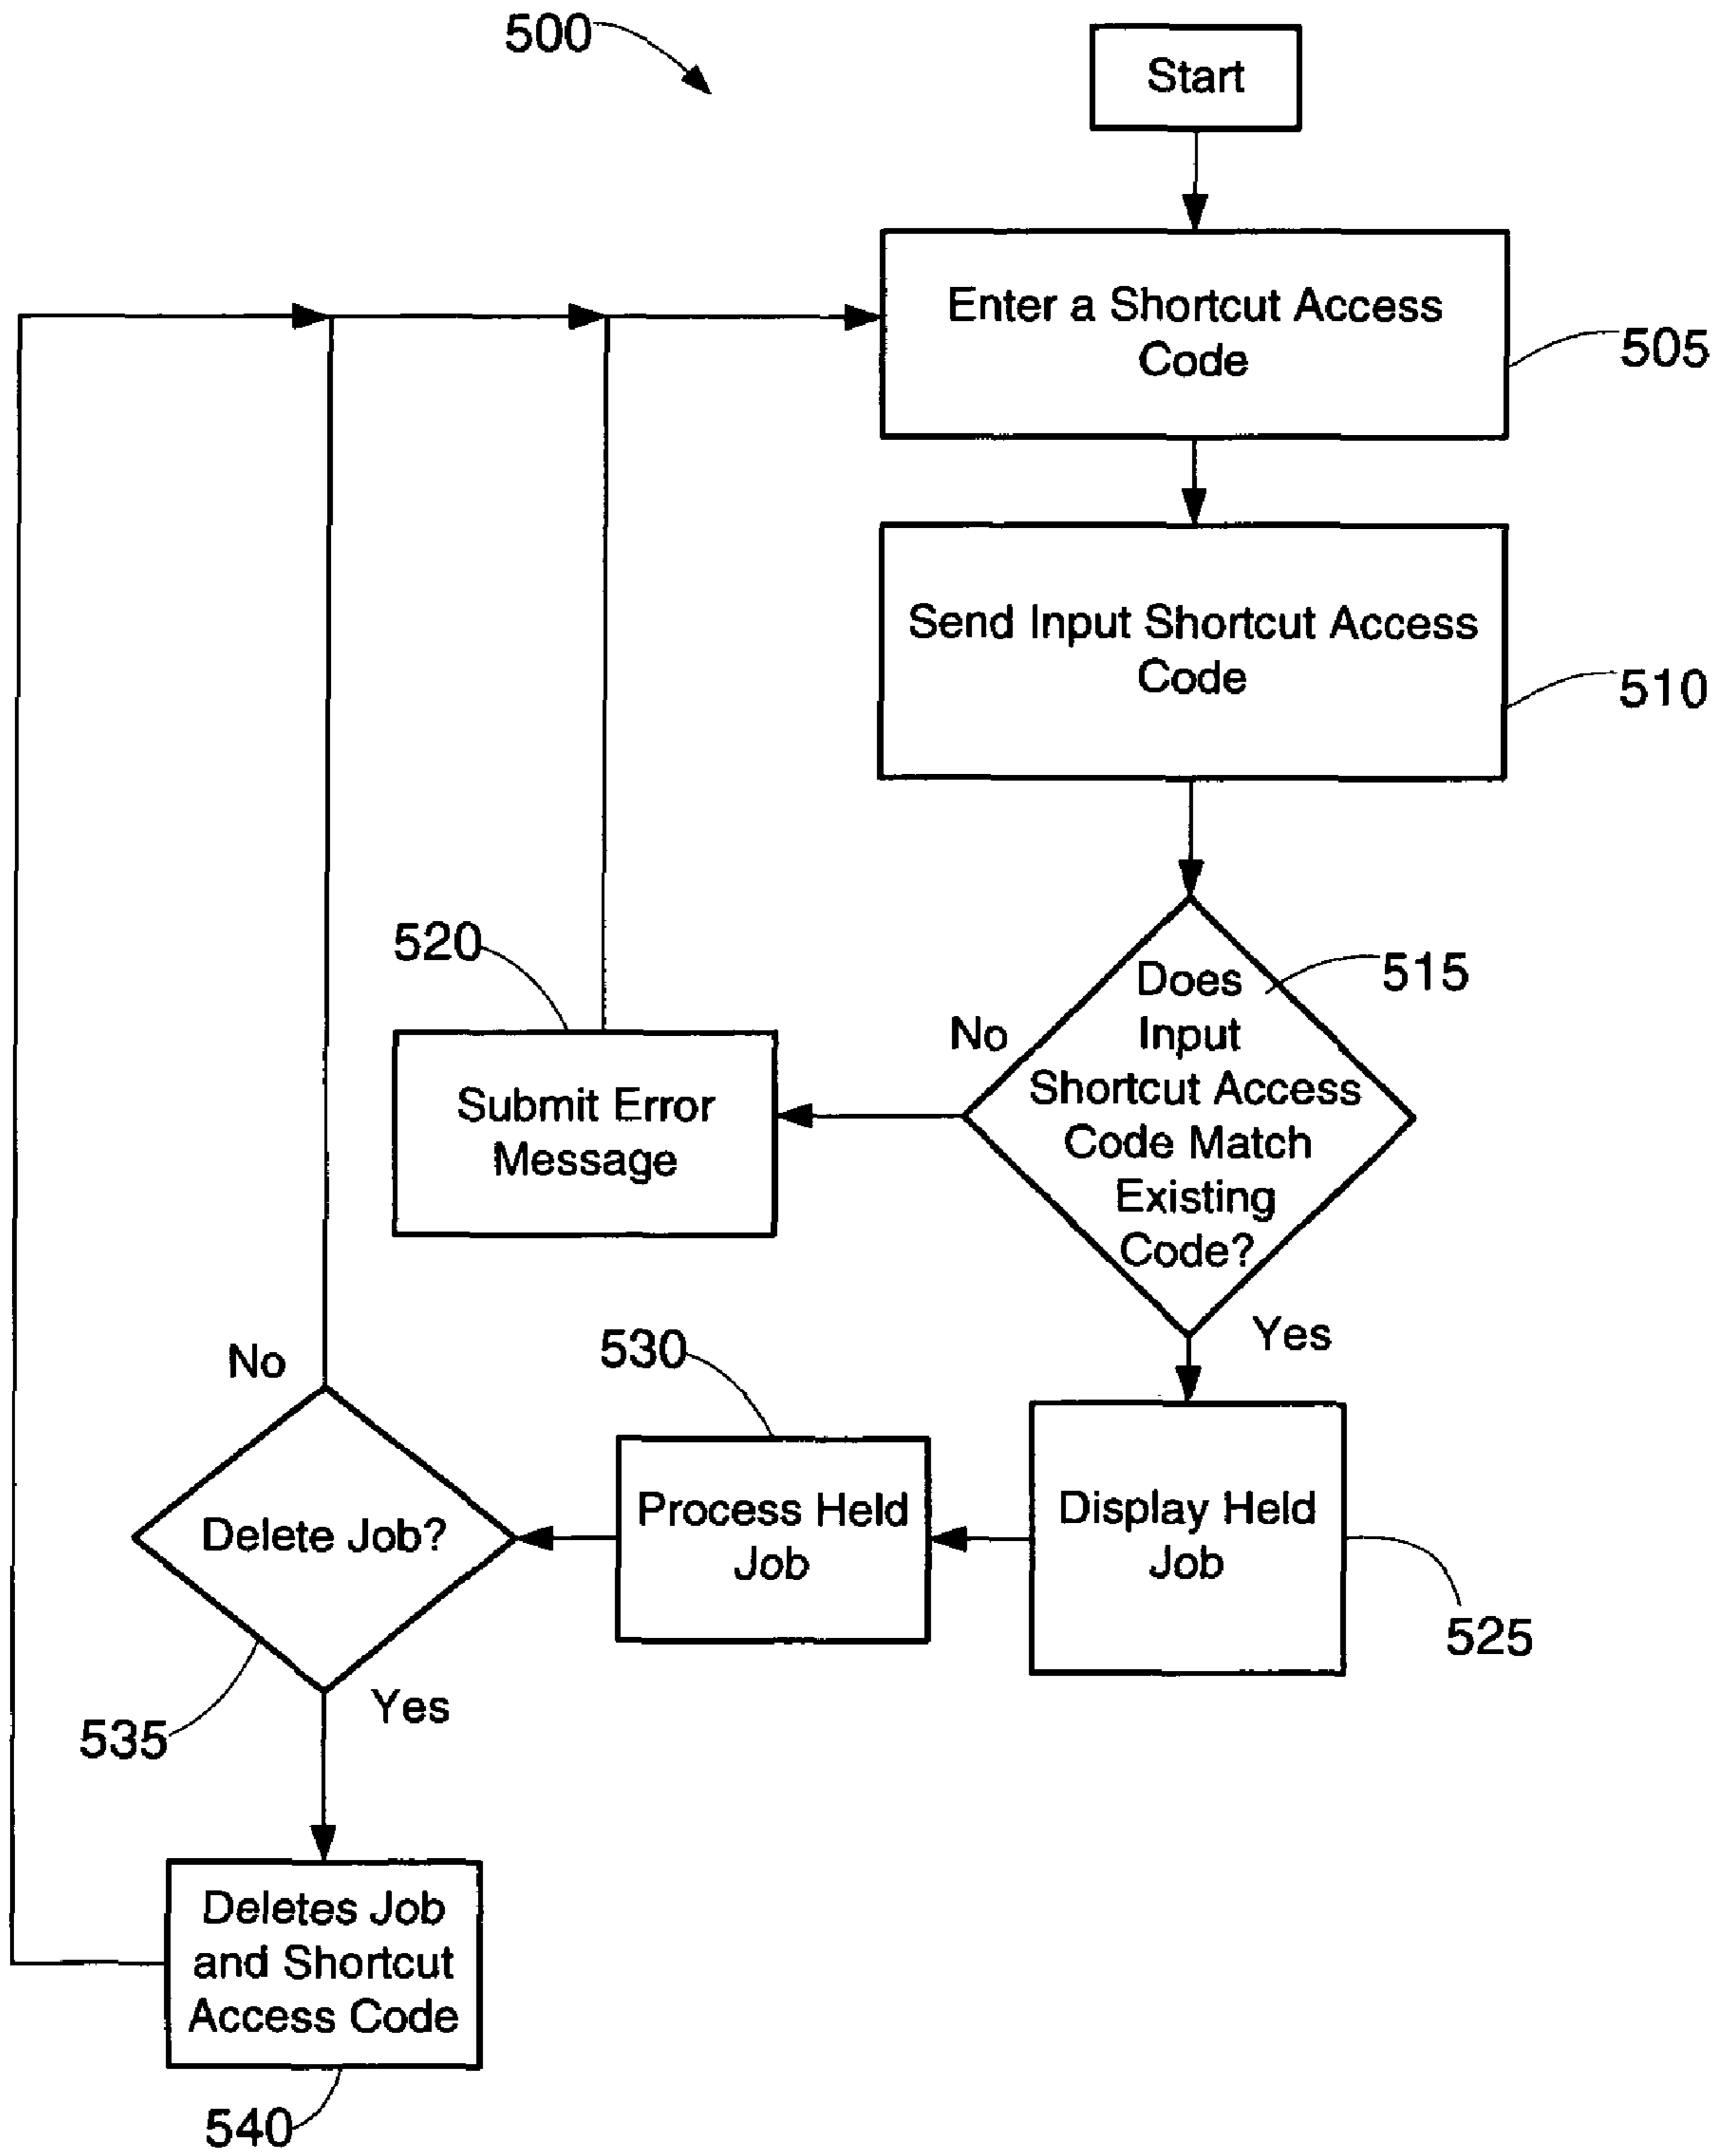 500
Start
Enter a Shortcut Access
Code
505
Send Input Shortcut Access
Code
510
520
515
Does
Input
Shortcut Access
Code Match
Existing
Code?
No
Submit Error
Message
Yes
530
No
Process Held
Job
Display Held
Job
Delete Job?
525
535
Yes
Deletes Job
and Shortcut
Access Code
540